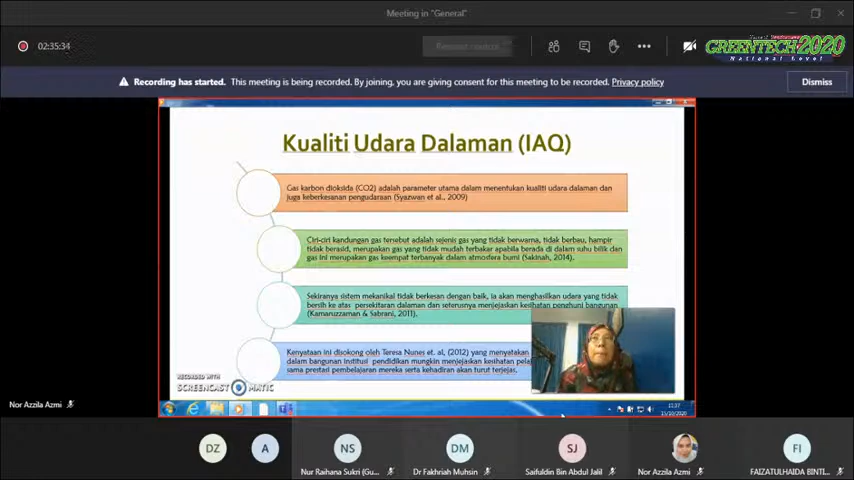 Meeting in "General"
02:35:34
GREENTECH2020
National Level
Recording has started. This meeting is being recorded. By joining, you are giving consent for this meeting to be recorded. Privacy policy
Dismiss
Kualiti Udara Dalaman (IAQ)
Gas karbon dioksida (CO2) adalah parameter utama dalam menentukan kualiti udara dalaman dan
juga keberkesanan pengudaraan (Syazwan et al., 2009)
Ciri-ciri kandungan gas tersebut adalah sejenis gas yang tidak berwarna, tidak berbau, hampir
tidak berasid, merupakan gas yang tidak mudah terbakar apabila berada di dalam suhu bilik dan
gas ini merupakan gas keempat terbanyak dalam atmosfera bumi (Sakinah, 2014).
Sekiranya sistem mekanikal tidak berkesan dengan baik, ia akan menghasilkan udara yang tidak
bersih ke atas persekitaran dalaman dan seterusnya menjejaskan kesihatan penghuni bangunan.
(Kamaruzzaman & Sabrani, 2011).
Kenyataan ini disokong oleh Teresa Nunes et. al, (2012) yang menyatakan
dalam bangunan institusi pendidikan mungkin menjejaskan kesihatan
sama prestasi pembelajaran mereka serta kehadiran akan turut terjejas.
RECORDED WITH
SCREENCAST MATIC
11:37
15/10/2020
Nor Azzila Azmi
DZ
A
NS
DM
SJ
FI
Nur Raihana Sukri (Gu...
Dr Fakhriah Muhsin
Saifuldin Bin Abdul Jalil
Nor Azzila Azmi
FAIZATULHAIDA BINTI...